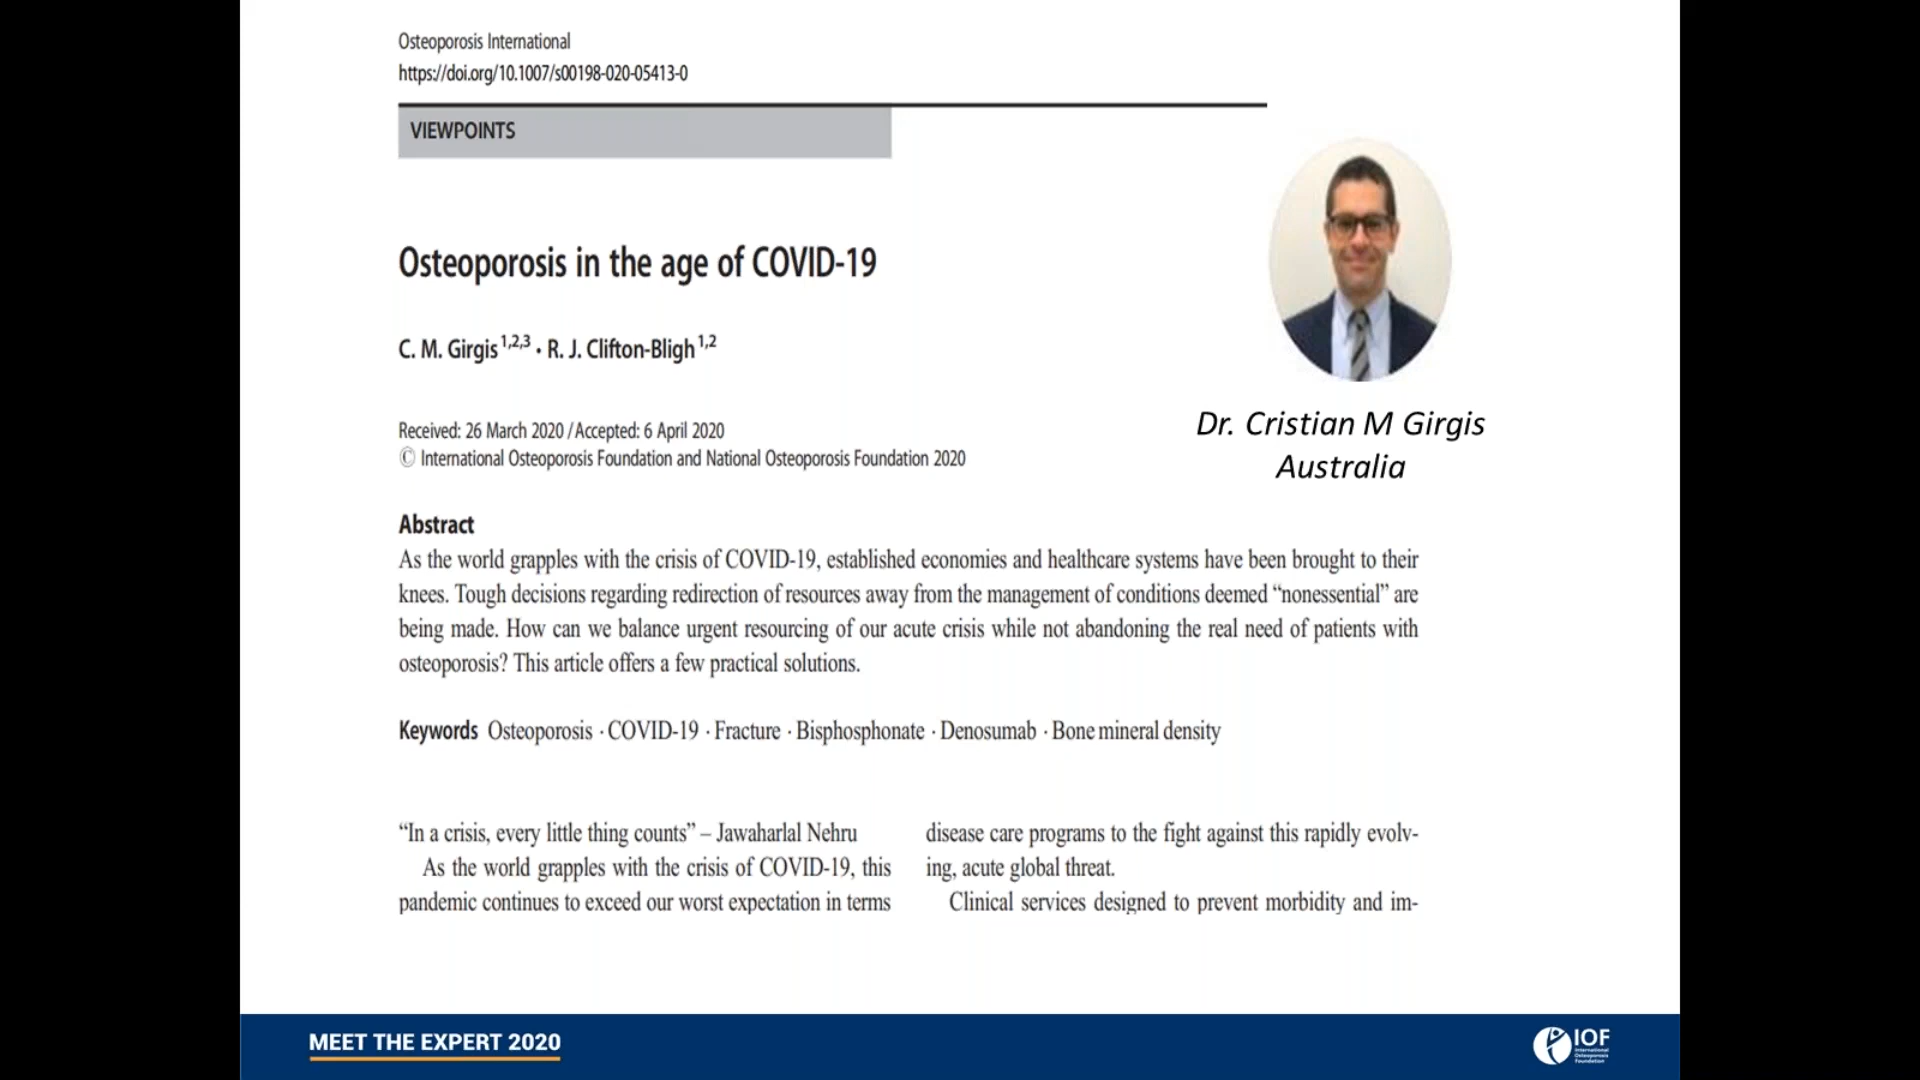 Osteoporosis International
https://doi.org/10.1007/s00198-020-05413-0
VIEWPOINTS
Osteoporosis in the age of COVID-19
C. M. Girgis 1,2,3 · R. J. Clifton-Bligh 1,2
Received: 26 March 2020 / Accepted: 6 April 2020
© International Osteoporosis Foundation and National Osteoporosis Foundation 2020
Dr. Cristian M Girgis
Australia
Abstract
As the world grapples with the crisis of COVID-19, established economies and healthcare systems have been brought to their
knees. Tough decisions regarding redirection of resources away from the management of conditions deemed “nonessential” are
being made. How can we balance urgent resourcing of our acute crisis while not abandoning the real need of patients with
osteoporosis? This article offers a few practical solutions.
Keywords Osteoporosis · COVID-19 · Fracture · Bisphosphonate · Denosumab · Bone mineral density
“In a crisis, every little thing counts” – Jawaharlal Nehru
As the world grapples with the crisis of COVID-19, this
pandemic continues to exceed our worst expectation in terms
disease care programs to the fight against this rapidly evolv-
ing, acute global threat.
Clinical services designed to prevent morbidity and im-
MEET THE EXPERT 2020
IOF
International
Osteoporosis
Foundation